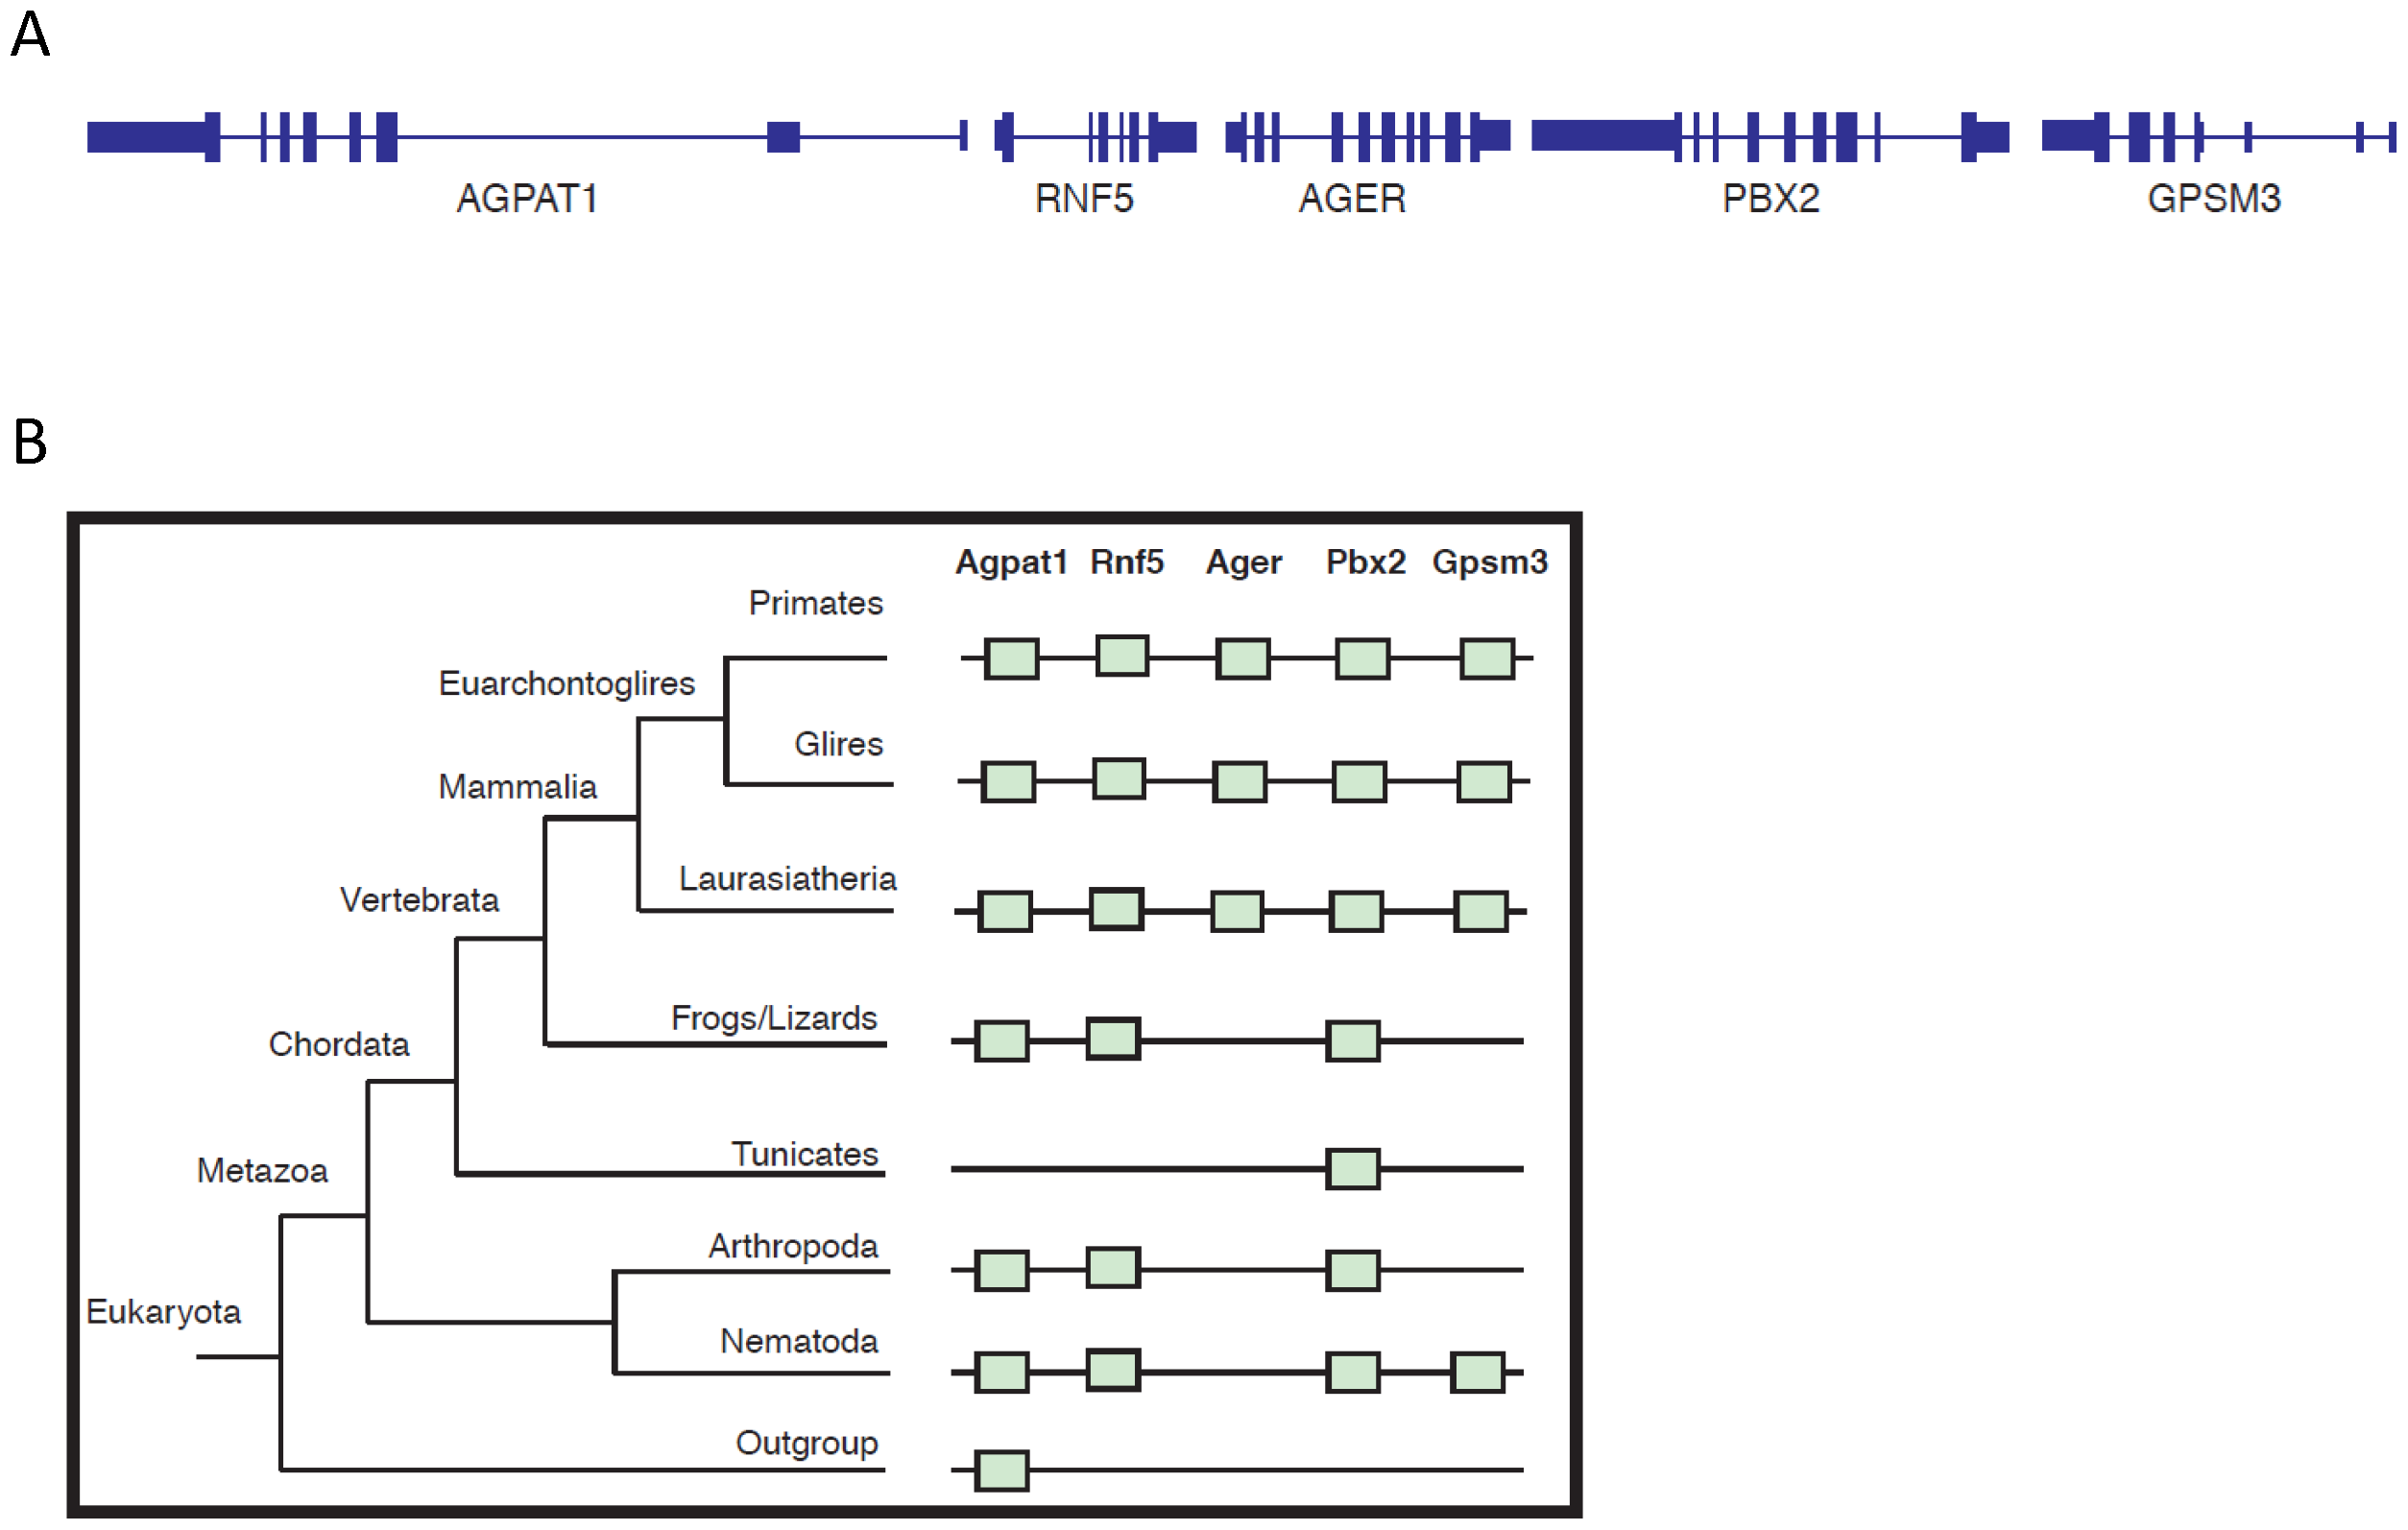 A
AGPAT1 RNF5 AGER PBX2 GPSM3
B
Agpat1 Rnf5 Ager Pbx2 Gpsm3
Primates
Euarchontoglires
Glires
Mammalia
Laurasiatheria
Vertebrata
Frogs/Lizards
Chordata
Tunicates
Metazoa
Arthropoda
Eukaryota
Nematoda
Outgroup